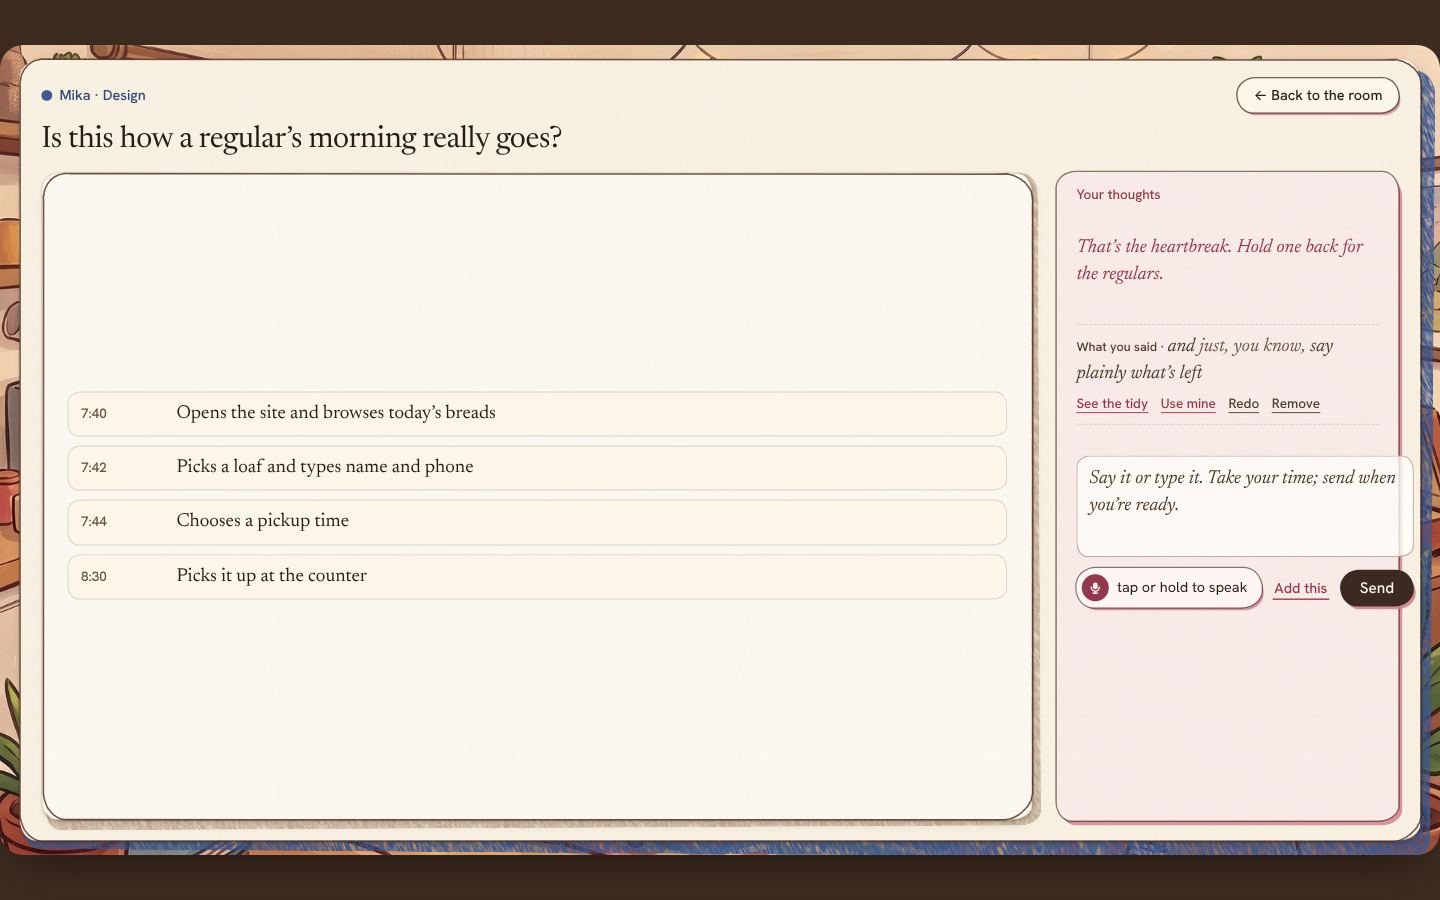 Mika · Design
← Back to the room
Is this how a regular’s morning really goes?
7:40 Opens the site and browses today’s breads
7:42 Picks a loaf and types name and phone
7:44 Chooses a pickup time
8:30 Picks it up at the counter
Your thoughts
That’s the heartbreak. Hold one back for
the regulars.
What you said · and just, you know, say
plainly what’s left
See the tidy Use mine Redo Remove
Say it or type it. Take your time; send when
you’re ready.
tap or hold to speak Add this Send